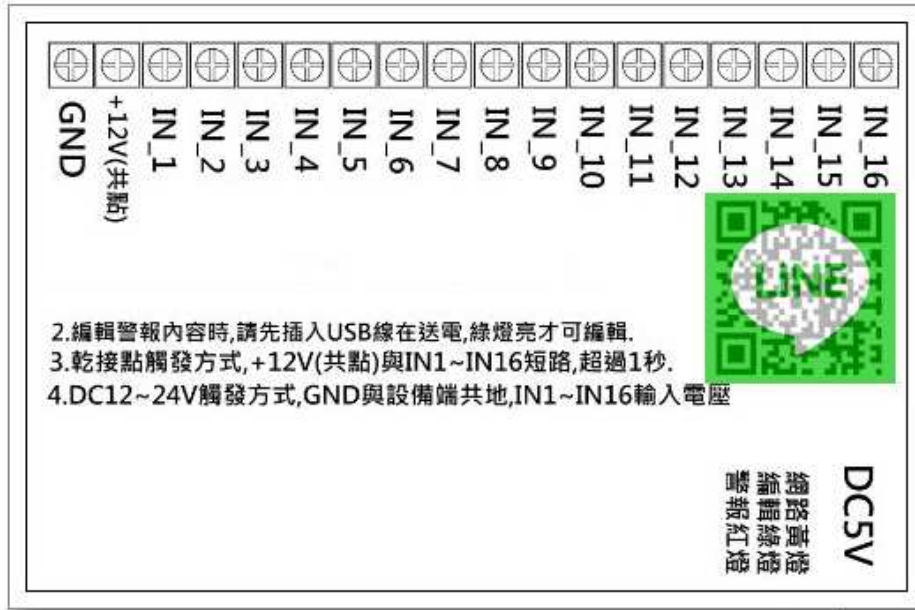 GND
+12V(共點)
IN_1
IN_2
IN_3
IN_4
IN_5
IN_6
IN_7
IN_8
IN_9
IN_10
IN_11
IN_12
IN_13
IN_14
IN_15
IN_16
LINE
2.編輯警報內容時,請先插入USB線在送電,綠燈亮才可編輯.
3.乾接點觸發方式,+12V(共點)與IN1~IN16短路,超過1秒.
4.DC12~24V觸發方式,GND與設備端共地,IN1~IN16輸入電壓
DC5V
網路黃燈
編輯綠燈
警報紅燈